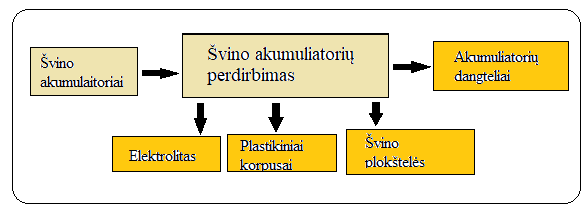 Švino
akumulaitoriai
Švino akumuliatorių
perdirbimas
Akumuliatorių
dangteliai
Elektrolitas
Plastikiniai
korpusai
Švino
plokštelės